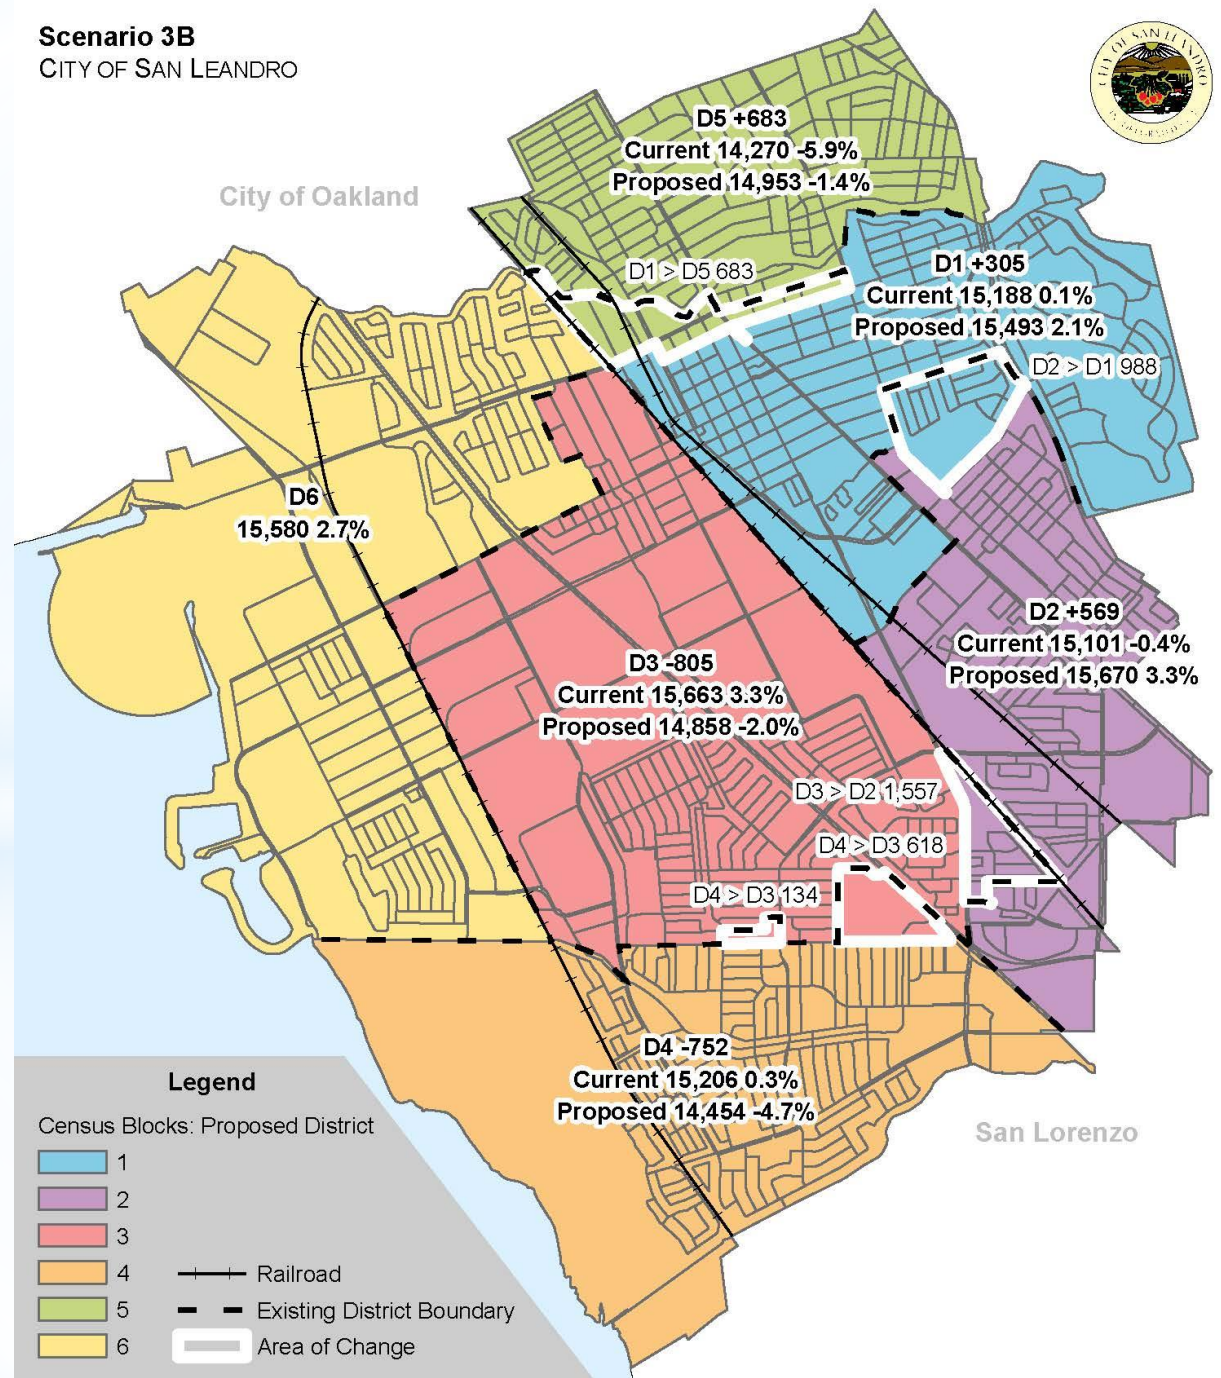 Scenario 3B
CITY OF SAN LEANDRO
CITY OF SAN LEANDRO
City of Oakland
D5 +683
Current 14,270 -5.9%
Proposed 14,953 -1.4%
D1 > D5 683
D1 +305
Current 15,188 0.1%
Proposed 15,493 2.1%
D2 > D1 988
D6
15,580 2.7%
D2 +569
Current 15,101 -0.4%
Proposed 15,670 3.3%
D3 -805
Current 15,663 3.3%
Proposed 14,858 -2.0%
D3 > D2 1,557
D4 > D3 618
D4 > D3 134
D4 -752
Current 15,206 0.3%
Proposed 14,454 -4.7%
San Lorenzo
Legend
Census Blocks: Proposed District
1
2
3
4
5
6
Railroad
Existing District Boundary
Area of Change